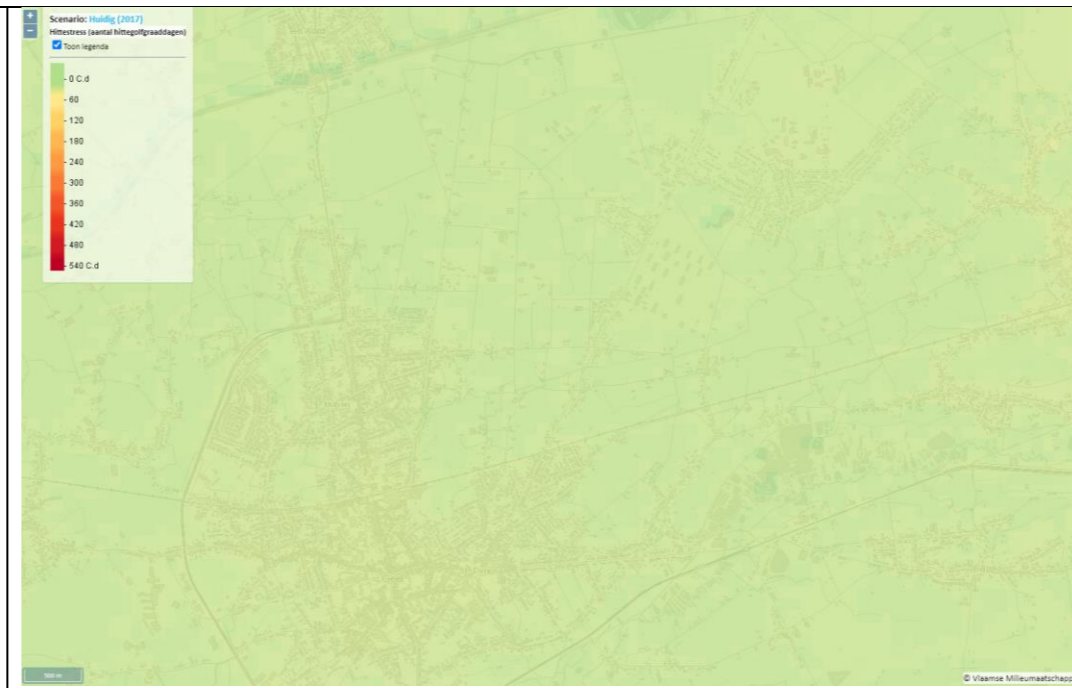 +
−
Scenario: Huidig (2017)
Hittestress (aantal hittegolfgraaddagen)
Toon legenda
- 0 C.d
- 60
- 120
- 180
- 240
- 300
- 360
- 420
- 480
- 540 C.d
500 m
© Vlaamse Milieumaatschapp